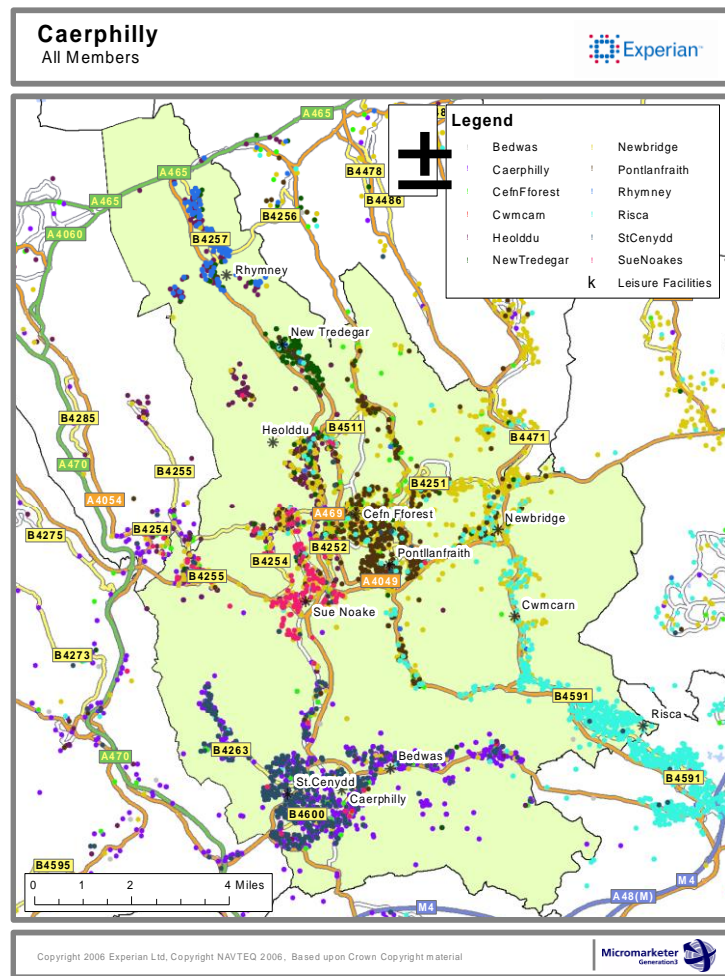 Caerphilly
All Members
Experian
Legend
Bedwas
Caerphilly
CefnFforest
Cwmcarn
Heolddu
NewTredegar
Newbridge
Pontlanfraith
Rhymney
Risca
StCenydd
SueNoakes
k Leisure Facilities
A465
A465
A465
A4060
B4478
B4486
B4256
B4257
Rhymney
New Tredegar
B4285
A470
A4054
B4255
Heolddu
B4511
B4471
B4251
B4275
B4254
A469
Cefn Fforest
Newbridge
B4252
B4254
Pontllanfraith
B4255
A4049
Sue Noake
Cwmcarn
B4273
B4591
Risca
A470
B4263
Bedwas
St.Cenydd
Caerphilly
B4600
B4591
B4595
M4
A48(M)
M4
0 1 2 4 Miles
Copyright 2006 Experian Ltd, Copyright NAVTEQ 2006, Based upon Crown Copyright material
Micromarketer
Generation3